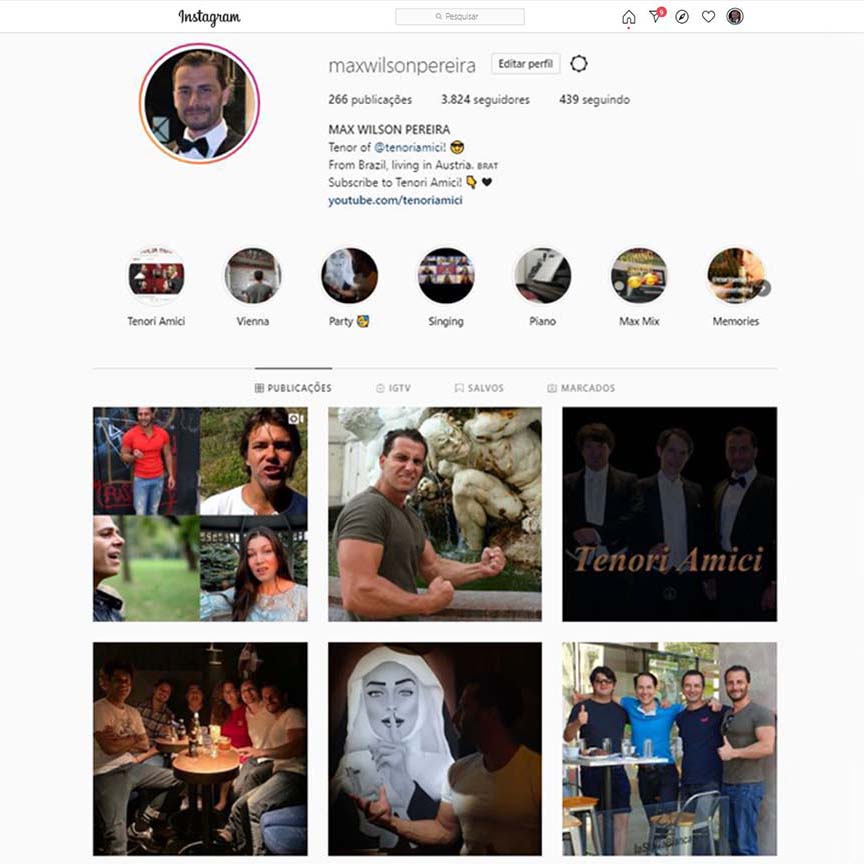 Instagram
Pesquisar
9
maxwilsonpereira
Editar perfil
266 publicações 3.824 seguidores 439 seguindo
MAX WILSON PEREIRA
Tenor of @tenoriamici! 😎
From Brazil, living in Austria. BRAT
Subscribe to Tenori Amici! 👇 🖤
youtube.com/tenoriamici
Tenori Amici Vienna Party Singing Piano Max Mix Memories
PUBLICAÇÕES IGTV SALVOS MARCADOS
Tenori Amici